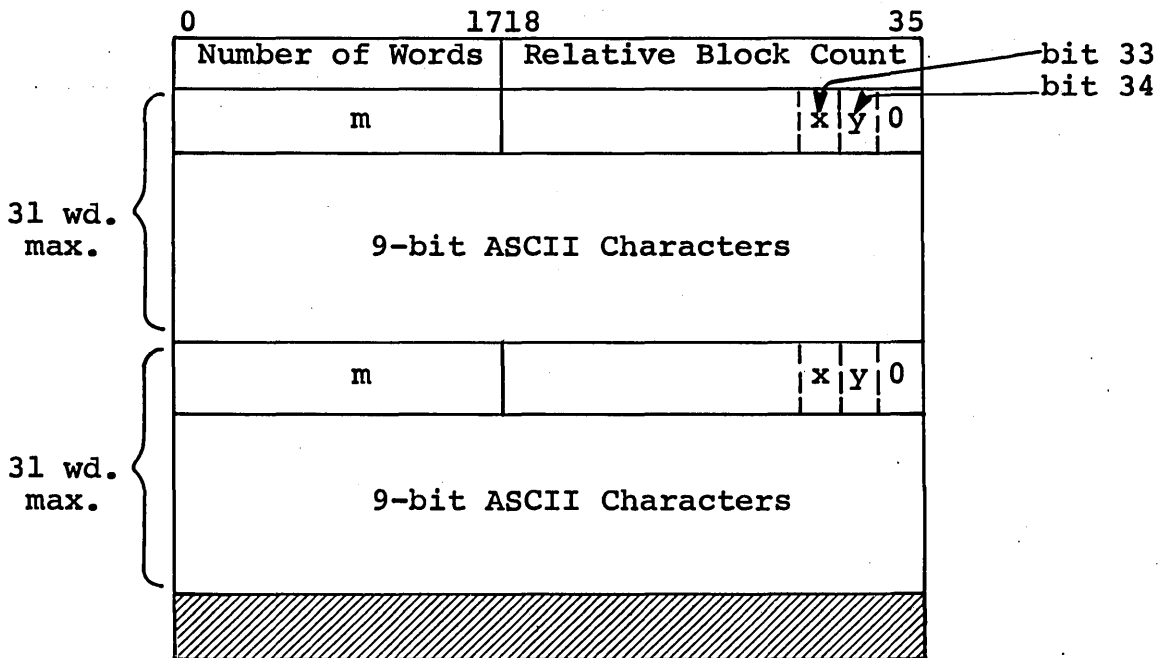 0 1718 35
Number of Words Relative Block Count
bit 33
bit 34
m x y 0
31 wd.
max.
9-bit ASCII Characters
m x y 0
31 wd.
max.
9-bit ASCII Characters